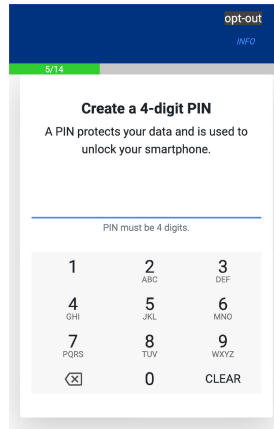 opt-out
INFO
5/14
Create a 4-digit PIN
A PIN protects your data and is used to
unlock your smartphone.
PIN must be 4 digits.
1 2 3
ABC DEF
4 5 6
GHI JKL MNO
7 8 9
PQRS TUV WXYZ
0 CLEAR